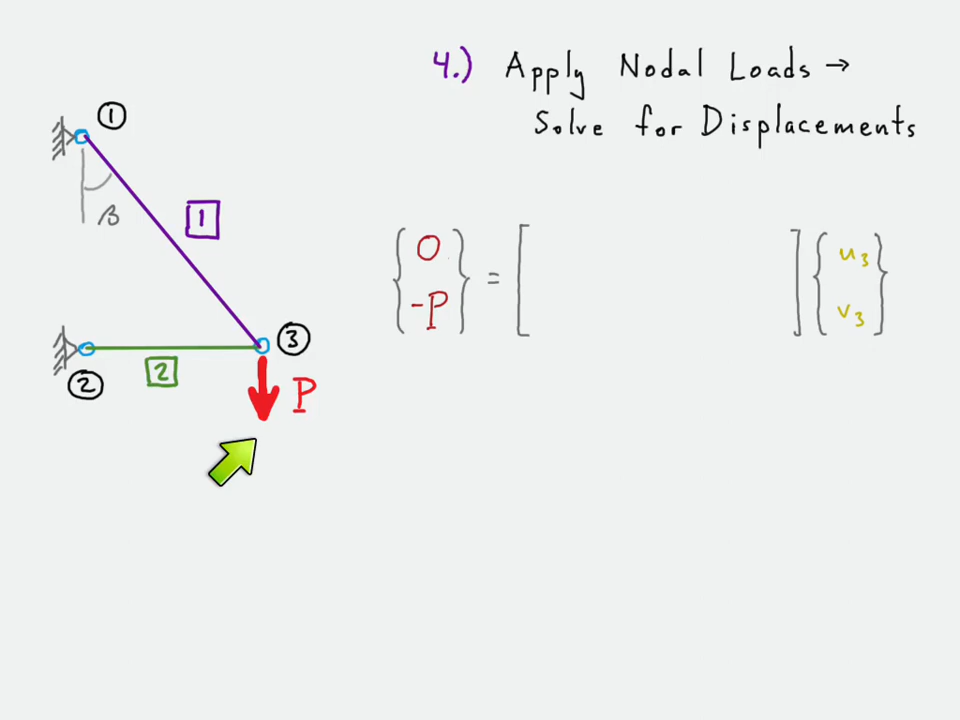 4.) Apply Nodal Loads →
Solve for Displacements
1
β
1
0
-P
=
u₃
v₃
3
2
2
P